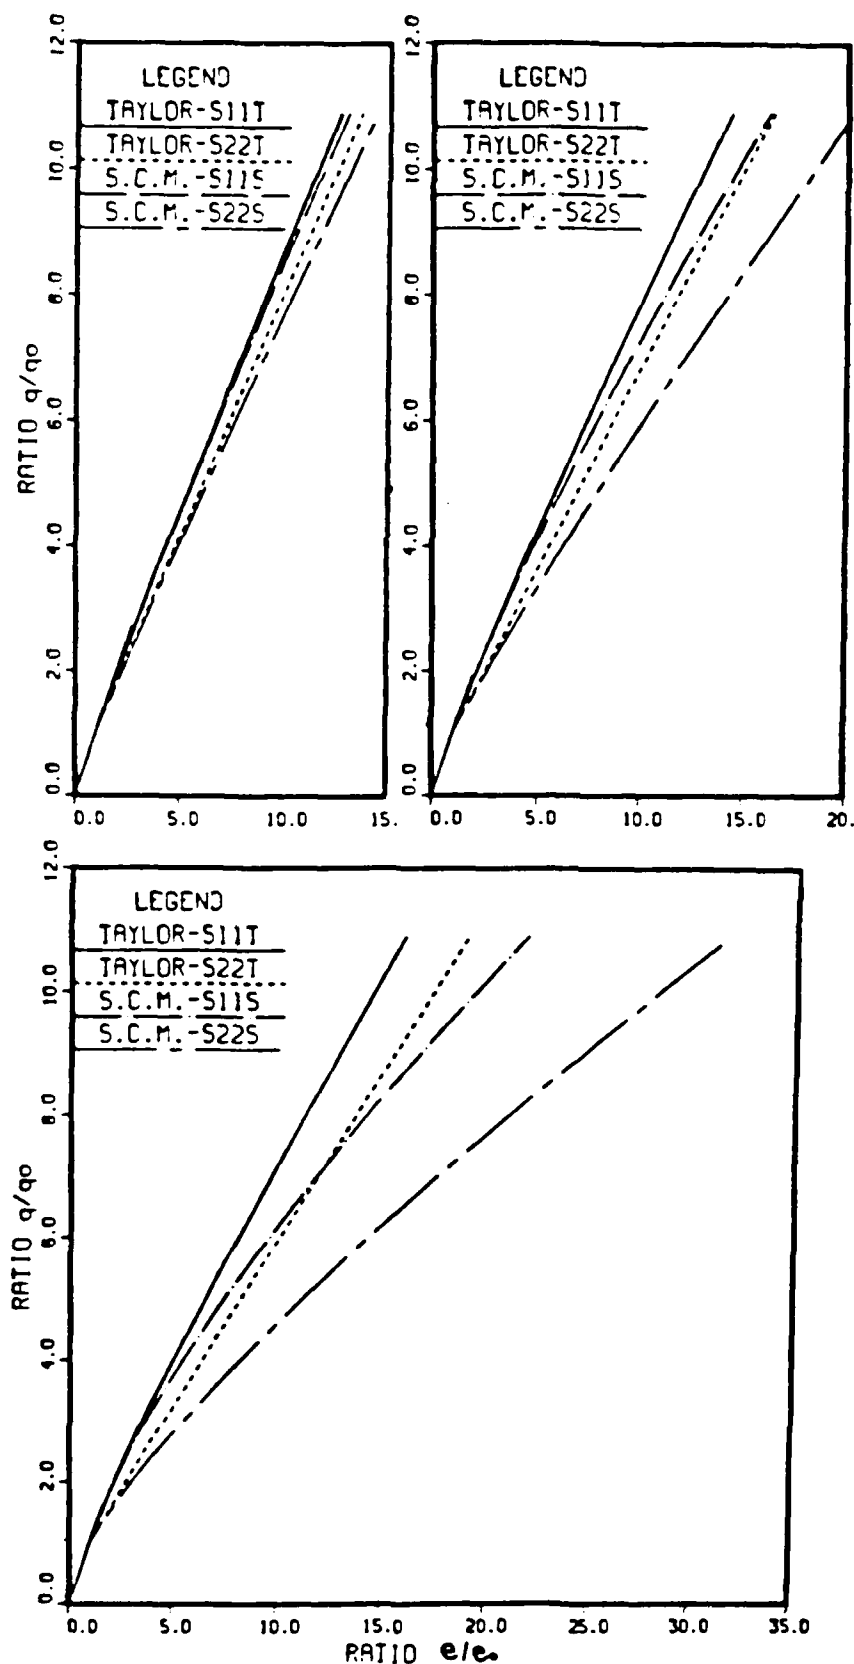 12.0
10.0
8.0
6.0
4.0
2.0
0.0
RATIO q/qo
LEGEND
TAYLOR-S11T
TAYLOR-S22T
S.C.M.-S11S
S.C.M.-S22S
0.0 5.0 10.0 15.
12.0
10.0
8.0
6.0
4.0
2.0
0.0
LEGEND
TAYLOR-S11T
TAYLOR-S22T
S.C.M.-S11S
S.C.M.-S22S
0.0 5.0 10.0 15.0 20.
12.0
10.0
8.0
6.0
4.0
2.0
0.0
RATIO q/qo
LEGEND
TAYLOR-S11T
TAYLOR-S22T
S.C.M.-S11S
S.C.M.-S22S
0.0 5.0 10.0 15.0 20.0 25.0 30.0 35.0
RATIO e/eo